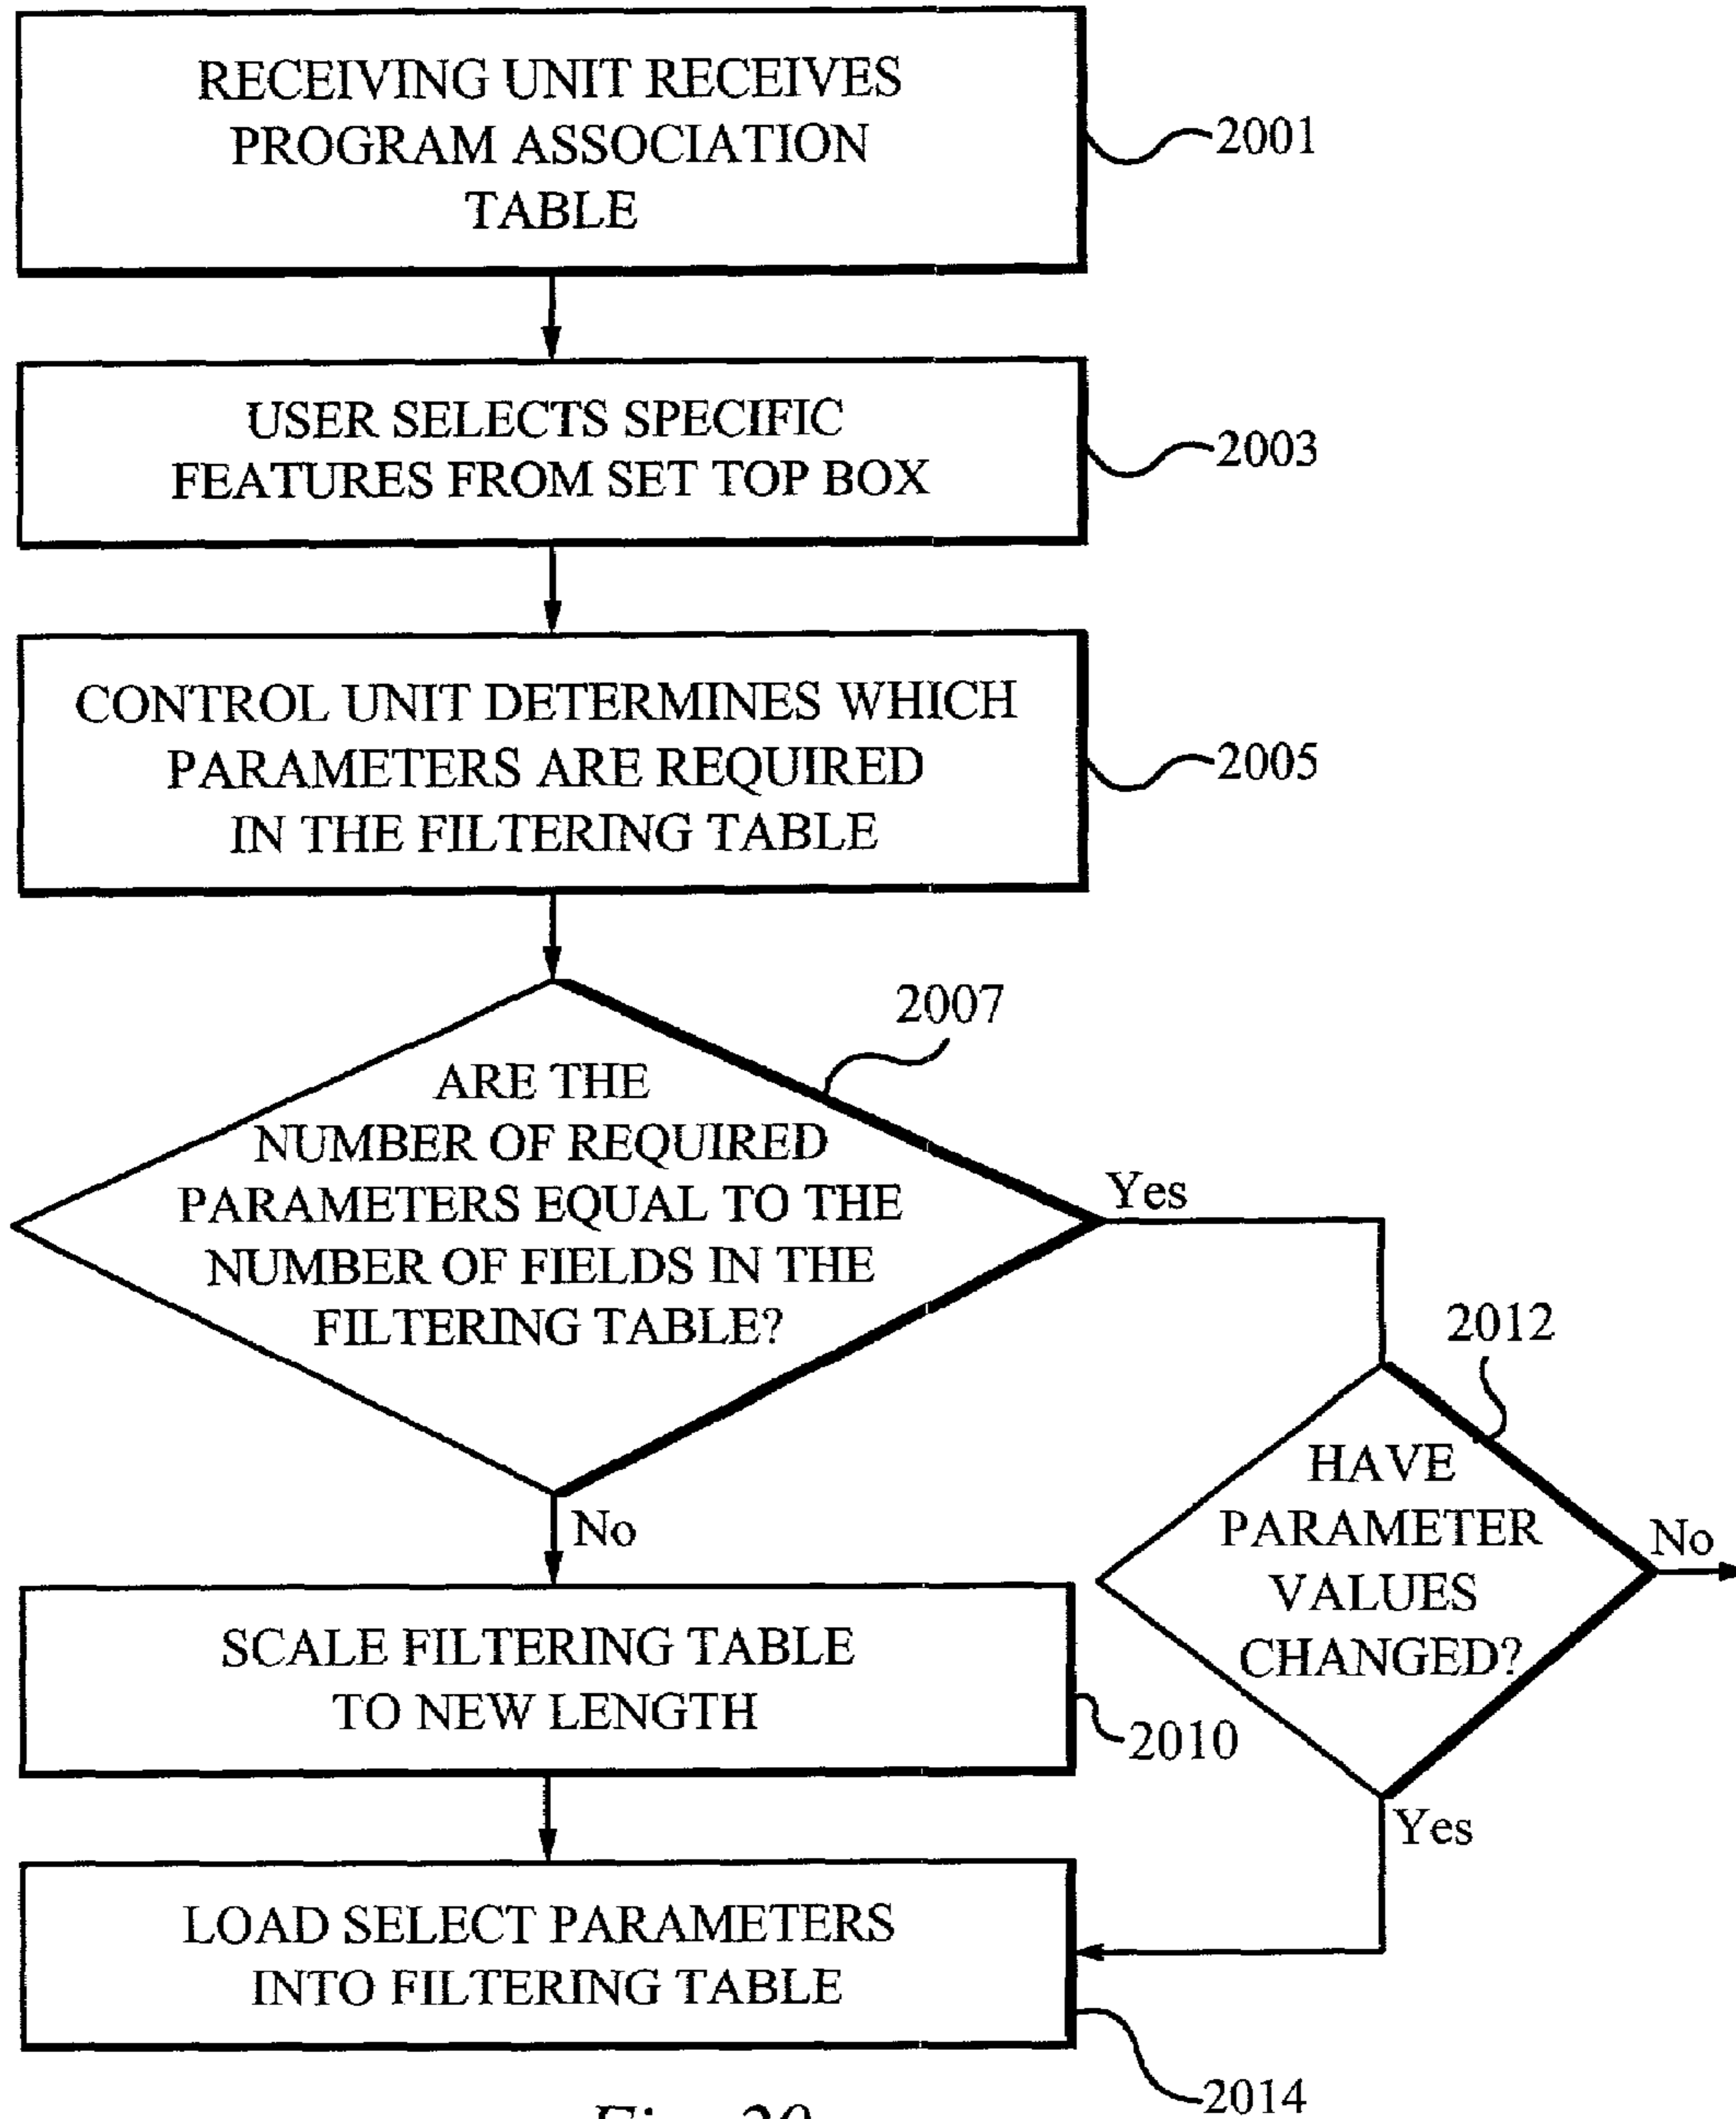 RECEIVING UNIT RECEIVES
PROGRAM ASSOCIATION
TABLE
2001
USER SELECTS SPECIFIC
FEATURES FROM SET TOP BOX
2003
CONTROL UNIT DETERMINES WHICH
PARAMETERS ARE REQUIRED
IN THE FILTERING TABLE
2005
2007
ARE THE
NUMBER OF REQUIRED
PARAMETERS EQUAL TO THE
NUMBER OF FIELDS IN THE
FILTERING TABLE?
Yes
No
2012
HAVE
PARAMETER
VALUES
CHANGED?
No
Yes
SCALE FILTERING TABLE
TO NEW LENGTH
2010
LOAD SELECT PARAMETERS
INTO FILTERING TABLE
2014